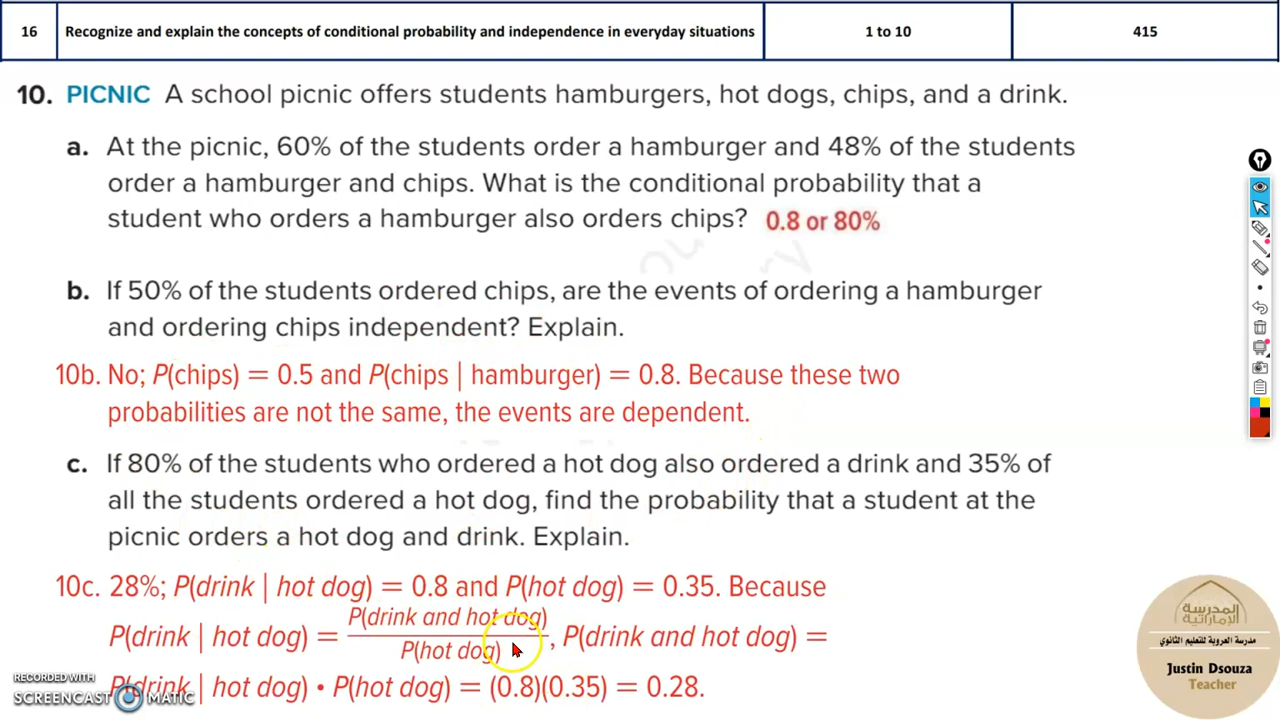 16 Recognize and explain the concepts of conditional probability and independence in everyday situations 1 to 10 415
10. PICNIC A school picnic offers students hamburgers, hot dogs, chips, and a drink.
a. At the picnic, 60% of the students order a hamburger and 48% of the students
order a hamburger and chips. What is the conditional probability that a
student who orders a hamburger also orders chips? 0.8 or 80%
b. If 50% of the students ordered chips, are the events of ordering a hamburger
and ordering chips independent? Explain.
10b. No; P(chips) = 0.5 and P(chips | hamburger) = 0.8. Because these two
probabilities are not the same, the events are dependent.
c. If 80% of the students who ordered a hot dog also ordered a drink and 35% of
all the students ordered a hot dog, find the probability that a student at the
picnic orders a hot dog and drink. Explain.
10c. 28%; P(drink | hot dog) = 0.8 and P(hot dog) = 0.35. Because
P(drink and hot dog)
P(drink | hot dog) = , P(drink and hot dog) =
P(hot dog)
P(drink | hot dog) • P(hot dog) = (0.8)(0.35) = 0.28.
RECORDED WITH
SCREENCAST MATIC
المدرسة
الإماراتية
مدرسة العروبة للتعليم الثانوي
Justin Dsouza
Teacher